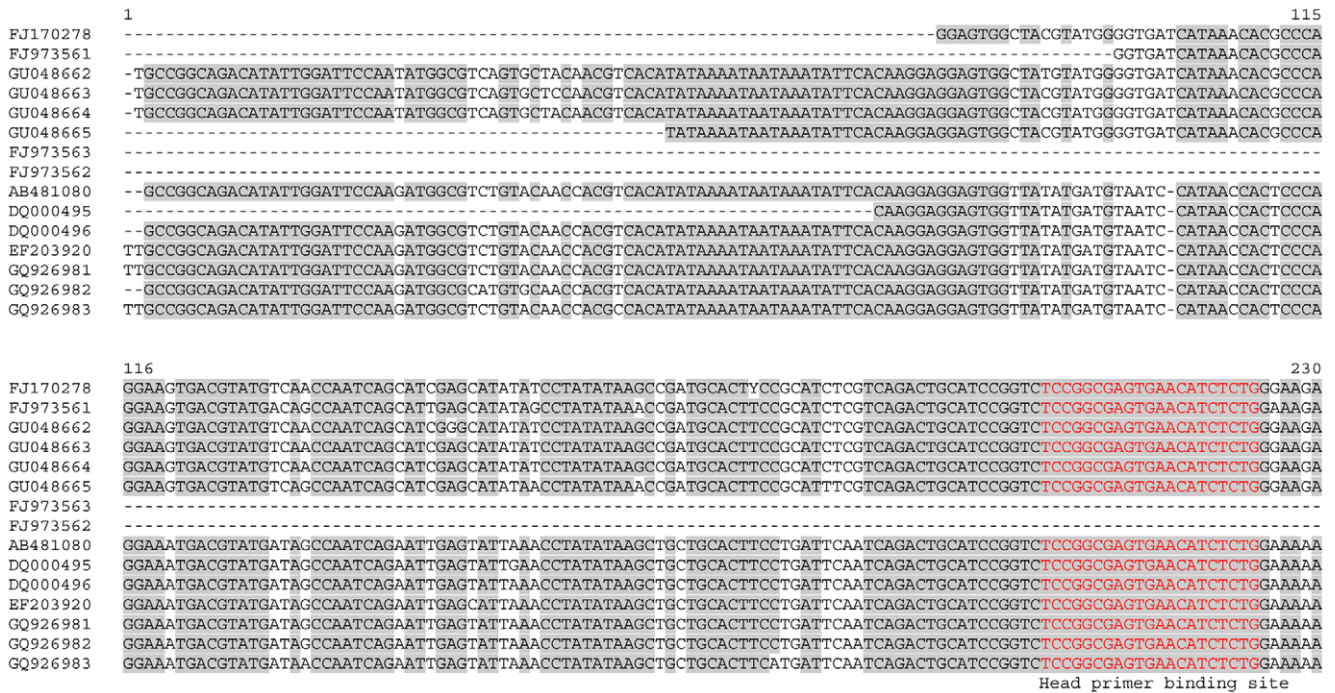 1 115
FJ170278 ------------------------------------------------------------------------------GGAGTGGCTACGTATGGGGTGATCATAAACACGCCCA
FJ973561 -----------------------------------------------------------------------------------------------GGTGATCATAAACACGCCCA
GU048662 -TGCCGGCAGACATATTGGATTCCAATATGGCGTCAGTGCTACAACGTCACATATAAAATAATAAATATTCACAAGGAGGAGTGGCTATGTATGGGGTGATCATAAACACGCCCA
GU048663 -TGCCGGCAGACATATTGGATTCCAATATGGCGTCAGTGCTCCAACGTCACATATAAAATAATAAATATTCACAAGGAGGAGTGGCTACGTATGGGGTGATCATAAACACGCCCA
GU048664 -TGCCGGCAGACATATTGGATTCCAATATGGCGTCAGTGCTACAACGTCACATATAAAATAATAAATATTCACAAGGAGGAGTGGCTACGTATGGGGTGATCATAAACACGCCCA
GU048665 ----------------------------------------------------TATAAAATAATAAATATTCACAAGGAGGAGTGGCTACGTATGGGGTGATCATAAACACGCCCA
FJ973563 -------------------------------------------------------------------------------------------------------------------
FJ973562 -------------------------------------------------------------------------------------------------------------------
AB481080 --GCCGGCAGACATATTGGATTCCAAGATGGCGTCTGTACAACCACGTCACATATAAAATAATAAATATTCACAAGGAGGAGTGGTTATATGATGTAATC-CATAACCACTCCCA
DQ000495 ------------------------------------------------------------------------CAAGGAGGAGTGGTTATATGATGTAATC-CATAACCACTCCCA
DQ000496 --GCCGGCAGACATATTGGATTCCAAGATGGCGTCTGTACAACCACGTCACATATAAAATAATAAATATTCACAAGGAGGAGTGGTTATATGATGTAATC-CATAACCACTCCCA
EF203920 TTGCCGGCAGACATATTGGATTCCAAGATGGCGTCTGTACAACCACGTCACATATAAAATAATAAATATTCACAAGGAGGAGTGGTTATATGATGTAATC-CATAACCACTCCCA
GQ926981 TTGCCGGCAGACATATTGGATTCCAAGATGGCGTCTGTACAACCACGTCACATATAAAATAATAAATATTCACAAGGAGGAGTGGTTATATGATGTAATC-CATAACCACTCCCA
GQ926982 --GCCGGCAGACATATTGGATTCCAAGATGGCGCATGTGCAACCACGTCACATATAAAATAATAAATATTCACAAGGAGGAGTGGTTATATGATGTAATC-CATAACCACTCCCA
GQ926983 TTGCCGGCAGACATATTGGATTCCAAGATGGCGTCTGTACAACCACGCCACATATAAAATAATAAATATTCACAAGGAGGAGTGGTTATATGATGTAATC-CATAACCACTCCCA
116 230
FJ170278 GGAAGTGACGTATGTCAACCAATCAGCATCGAGCATATATCCTATATAAGCCGATGCACTYCCGCATCTCGTCAGACTGCATCCGGTCTCCGGCGAGTGAACATCTCTGGGAAGA
FJ973561 GGAAGTGACGTATGACAGCCAATCAGCATTGAGCATATAGCCTATATAAACCGATGCACTTCCGCATCTCGTCAGACTGCATCCGGTCTCCGGCGAGTGAACATCTCTGGAAAGA
GU048662 GGAAGTGACGTATGTCAACCAATCAGCATCGGGCATATATCCTATATAAGCCGATGCACTTCCGCATCTCGTCAGACTGCATCCGGTCTCCGGCGAGTGAACATCTCTGGGAAGA
GU048663 GGAAGTGACGTATGTCAGCCAATCAGCATCGAGCATATATCCTATATAAGCCGATGCACTTCCGCATCTCGTCAGACTGCATCCGGTCTCCGGCGAGTGAACATCTCTGGGAAGA
GU048664 GGAAGTGACGTATGTCAGCCAATCAGCATCGAGCATATATCCTATATAAGCCGATGCACTTCCGCATCTCGTCAGACTGCATCCGGTCTCCGGCGAGTGAACATCTCTGGGAAGA
GU048665 GGAAGTGACGTATGTCAGCCAATCAGCATCGAGCATATAACCTATATAAACCGATGCACTTCCGCATTTCGTCAGACTGCATCCGGTCTCCGGCGAGTGAACATCTCTGGGAAGA
FJ973563 -------------------------------------------------------------------------------------------------------------------
FJ973562 -------------------------------------------------------------------------------------------------------------------
AB481080 GGAAATGACGTATGATAGCCAATCAGAATTGAGTATTAAACCTATATAAGCTGCTGCACTTCCTGATTCAATCAGACTGCATCCGGTCTCCGGCGAGTGAACATCTCTGGAAAAA
DQ000495 GGAAATGACGTATGATAGCCAATCAGAATTGAGTATTGAACCTATATAAGCTGCTGCACTTCCTGATTCAATCAGACTGCATCCGGTCTCCGGCGAGTGAACATCTCTGGAAAAA
DQ000496 GGAAATGACGTATGATAGCCAATCAGAATTGAGTATTAAACCTATATAAGCTGCTGCACTTCCTGATTCAATCAGACTGCATCCGGTCTCCGGCGAGTGAACATCTCTGGAAAAA
EF203920 GGAAATGACGTATGATAGCCAATCAGAATTGAGCATTAAACCTATATAAGCTGCTGCACTTCCTGATTCAATCAGACTGCATCCGGTCTCCGGCGAGTGAACATCTCTGGAAAAA
GQ926981 GGAAATGACGTATGATAGCCAATCAGAATTGAGTATTAAACCTATATAAGCTGCTGCACTTCCTGATTCAATCAGACTGCATCCGGTCTCCGGCGAGTGAACATCTCTGGAAAAA
GQ926982 GGAAATGACGTATGATAGCCAATCAGAATTGAGTATTAAACCTATATAAGCTGCTGCACTTCCTGATTCAATCAGACTGCATCCGGTCTCCGGCGAGTGAACATCTCTGGAAAAA
GQ926983 GGAAATGACGTATGATAACCAATCAGAATTGAGTATTAAACCTATATAAGCTGCTGCACTTCATGATTCAATCAGACTGCATCCGGTCTCCGGCGAGTGAACATCTCTGGAAAAA
Head primer binding site